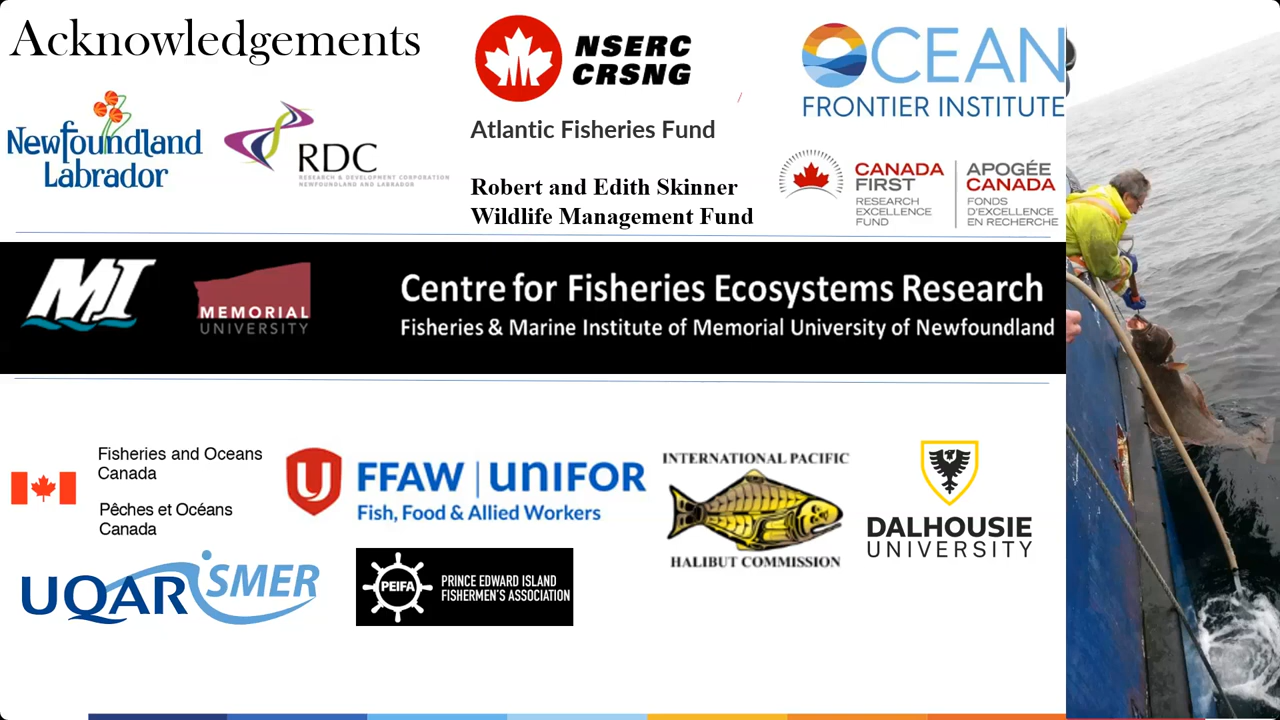 Acknowledgements
NSERC
CRSNG
OCEAN
FRONTIER INSTITUTE
Newfoundland
Labrador
RDC
RESEARCH & DEVELOPMENT CORPORATION
NEWFOUNDLAND AND LABRADOR
Atlantic Fisheries Fund
Robert and Edith Skinner
Wildlife Management Fund
CANADA
FIRST
RESEARCH
EXCELLENCE
FUND
APOGÉE
CANADA
FONDS
D'EXCELLENCE
EN RECHERCHE
MI
MEMORIAL
UNIVERSITY
Centre for Fisheries Ecosystems Research
Fisheries & Marine Institute of Memorial University of Newfoundland
Fisheries and Oceans
Canada
Pêches et Océans
Canada
U
FFAW | UNIFOR
Fish, Food & Allied Workers
INTERNATIONAL PACIFIC
HALIBUT COMMISSION
DALHOUSIE
UNIVERSITY
UQAR iSMER
PEIFA
PRINCE EDWARD ISLAND
FISHERMEN'S ASSOCIATION